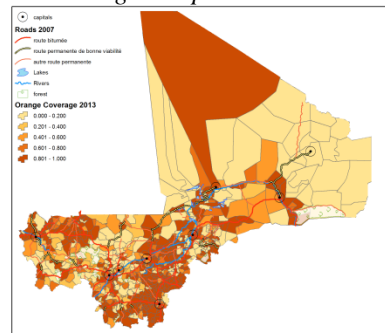 capitals
Roads 2007
route bitumée
route permanente de bonne viabilité
autre route permanente
Lakes
Rivers
forest
Orange Coverage 2013
0.000 - 0.200
0.201 - 0.400
0.401 - 0.600
0.601 - 0.800
0.801 - 1.000